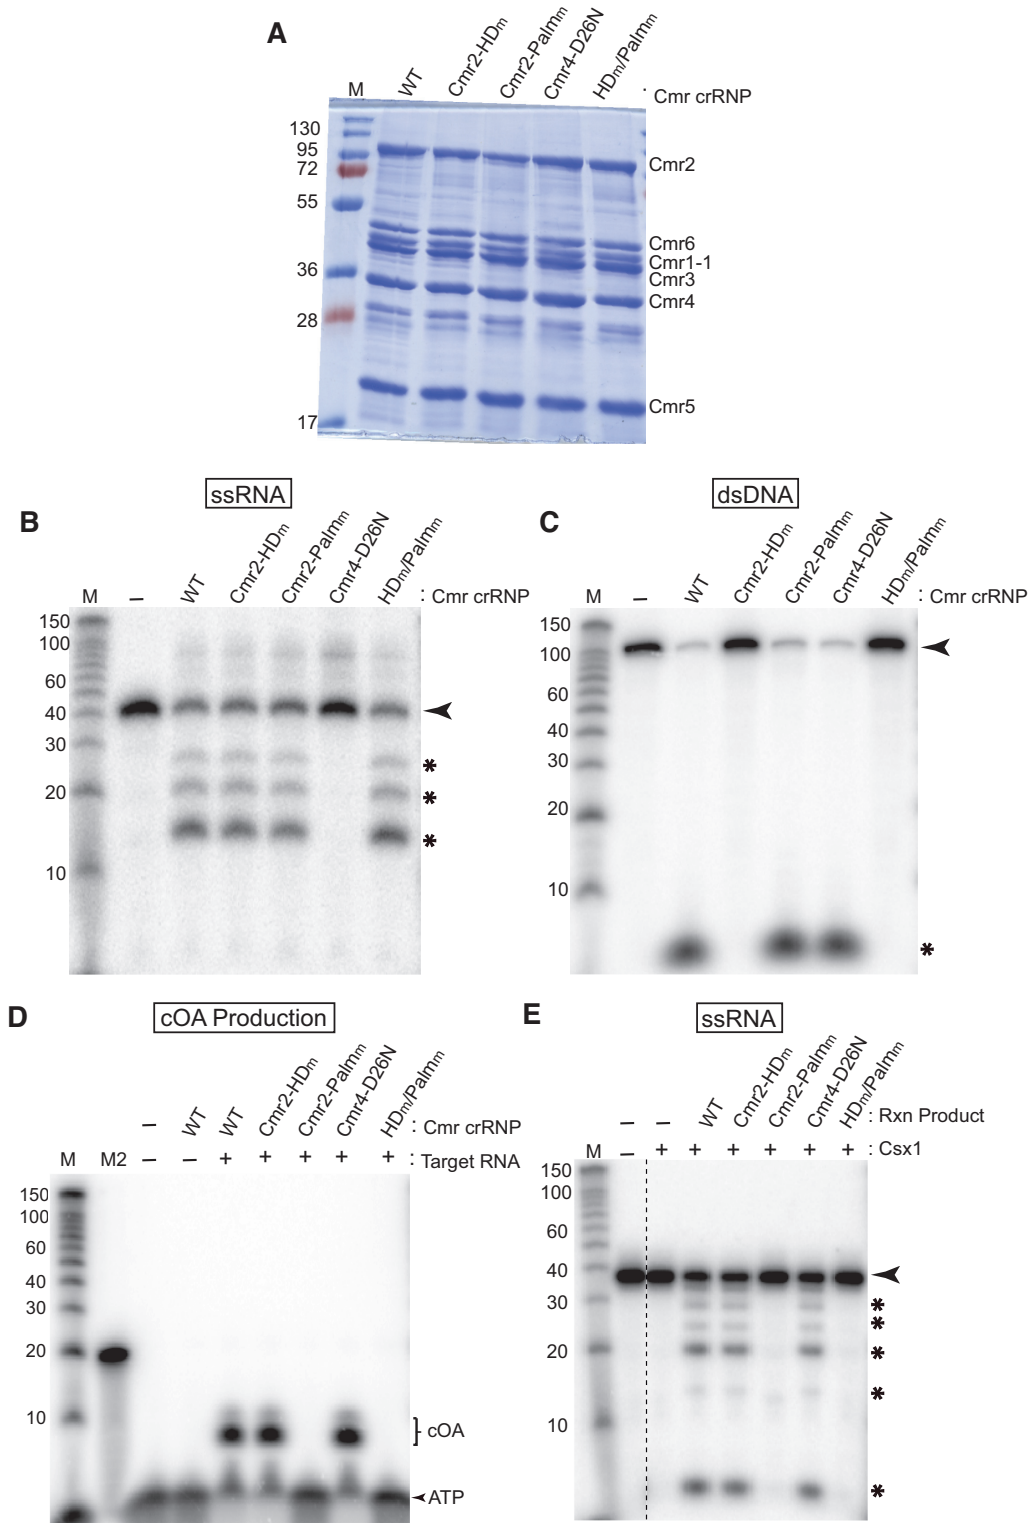 A
M WT Cmr2-HDm Cmr2-Palmm Cmr4-D26N HDm/Palmm : Cmr crRNP
130
95
72
55
36
28
17
Cmr2
Cmr6
Cmr1-1
Cmr3
Cmr4
Cmr5
B
ssRNA
M – WT Cmr2-HDm Cmr2-Palmm Cmr4-D26N HDm/Palmm : Cmr crRNP
150
100
60
40
30
20
10
*
*
*
C
dsDNA
M – WT Cmr2-HDm Cmr2-Palmm Cmr4-D26N HDm/Palmm : Cmr crRNP
150
100
60
40
30
20
10
*
D
cOA Production
– WT WT Cmr2-HDm Cmr2-Palmm Cmr4-D26N HDm/Palmm : Cmr crRNP
M M2 – – + + + + + : Target RNA
150
100
60
40
30
20
10
cOA
ATP
E
ssRNA
– – WT Cmr2-HDm Cmr2-Palmm Cmr4-D26N HDm/Palmm : Rxn Product
M – + + + + + + : Csx1
150
100
60
40
30
20
10
*
*
*
*
*